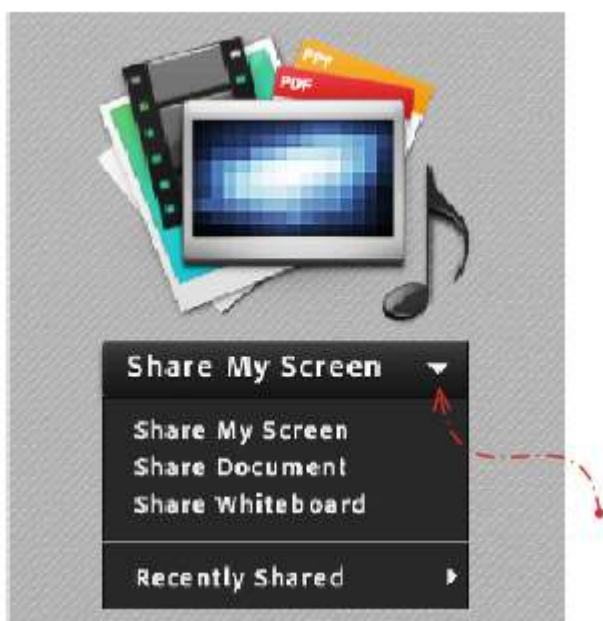 PPT
PDF
Share My Screen
Share My Screen
Share Document
Share Whiteboard
Recently Shared